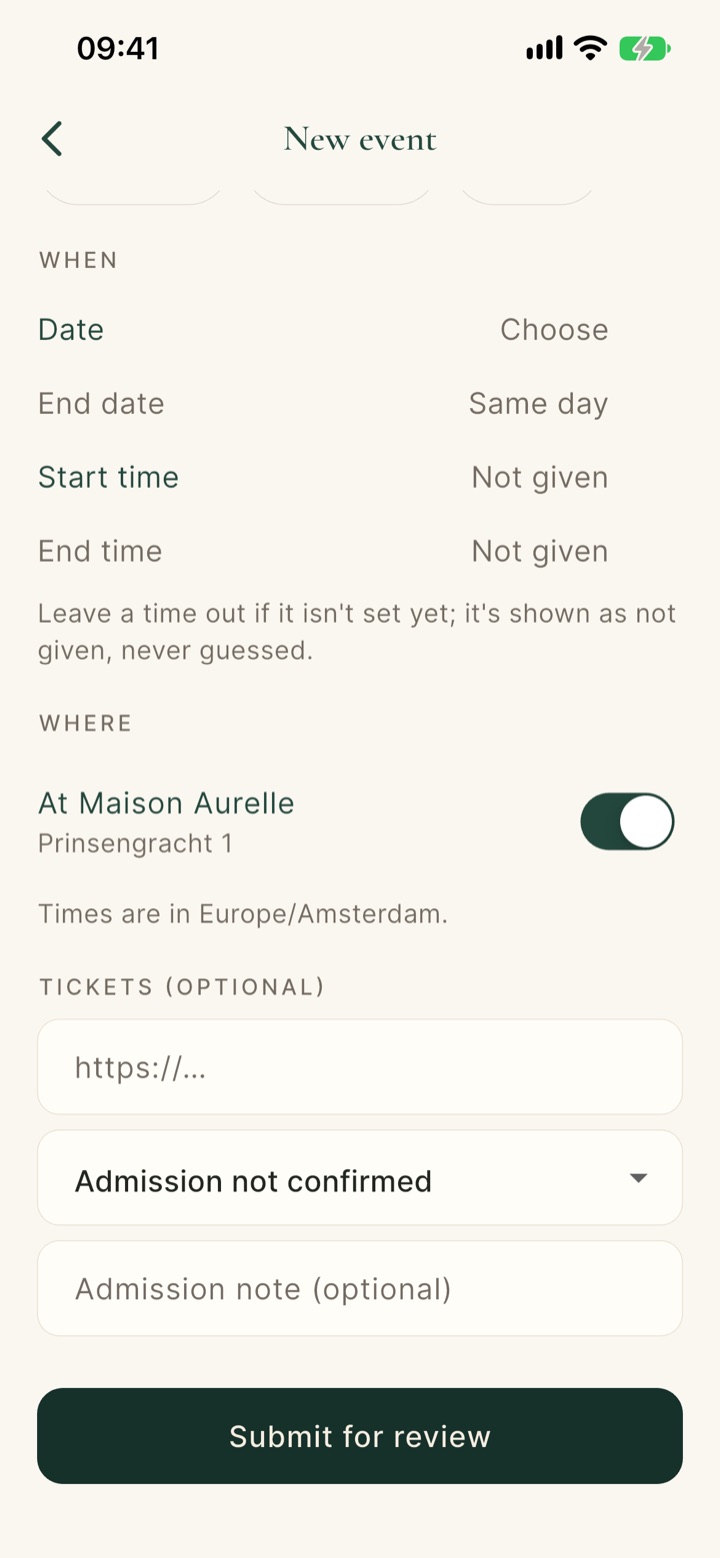 09:41
New event
WHEN
Date Choose
End date Same day
Start time Not given
End time Not given
Leave a time out if it isn't set yet; it's shown as not
given, never guessed.
WHERE
At Maison Aurelle
Prinsengracht 1
Times are in Europe/Amsterdam.
TICKETS (OPTIONAL)
https://...
Admission not confirmed
Admission note (optional)
Submit for review